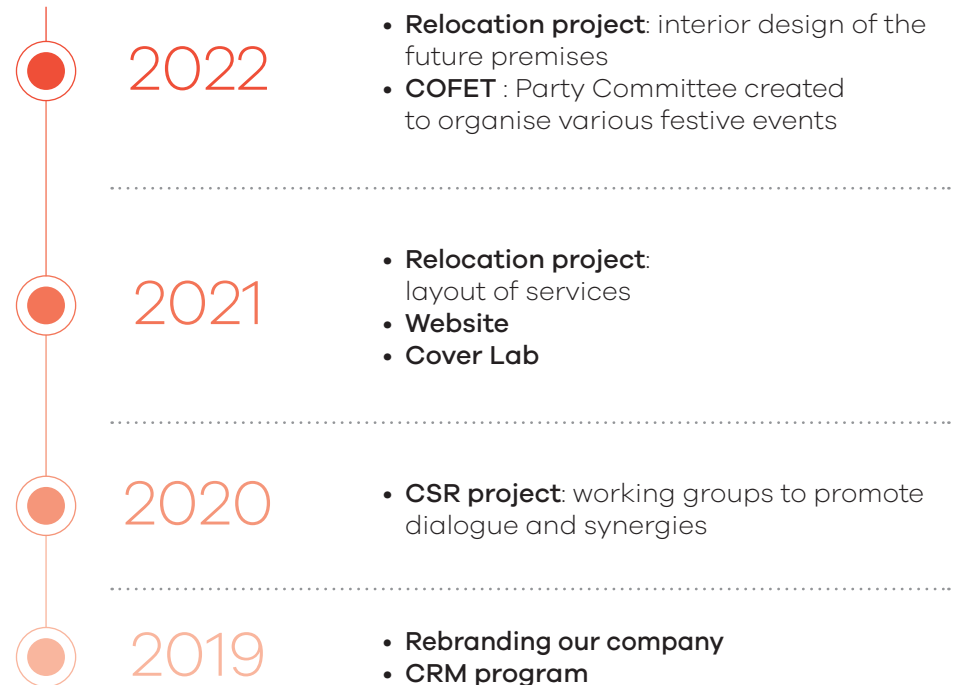 2022
• Relocation project: interior design of the
future premises
• COFET : Party Committee created
to organise various festive events
2021
• Relocation project:
layout of services
• Website
• Cover Lab
2020
• CSR project: working groups to promote
dialogue and synergies
2019
• Rebranding our company
• CRM program